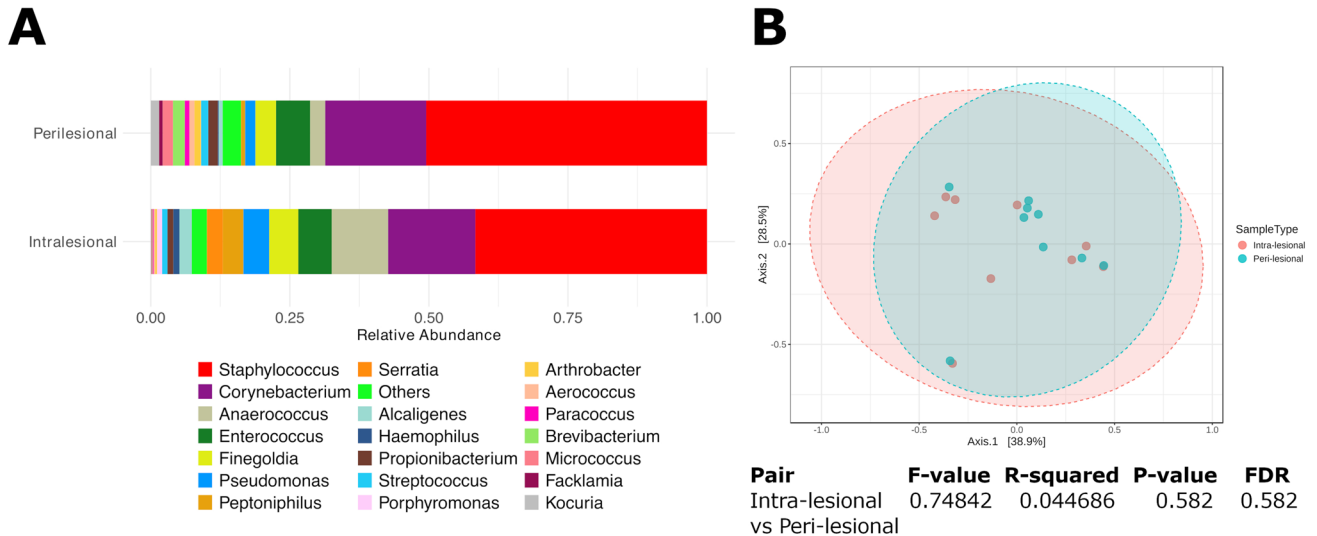 A
Perilesional
Intralesional
0.00 0.25 0.50 0.75 1.00
Relative Abundance
Staphylococcus Serratia Arthrobacter
Corynebacterium Others Aerococcus
Anaerococcus Alcaligenes Paracoccus
Enterococcus Haemophilus Brevibacterium
Finegoldia Propionibacterium Micrococcus
Pseudomonas Streptococcus Facklamia
Peptoniphilus Porphyromonas Kocuria
B
Axis.2 [28.5%]
0.5
0.0
-0.5
-1.0 -0.5 0.0 0.5 1.0
Axis.1 [38.9%]
SampleType
Intra-lesional
Peri-lesional
Pair F-value R-squared P-value FDR
Intra-lesional 0.74842 0.044686 0.582 0.582
vs Peri-lesional